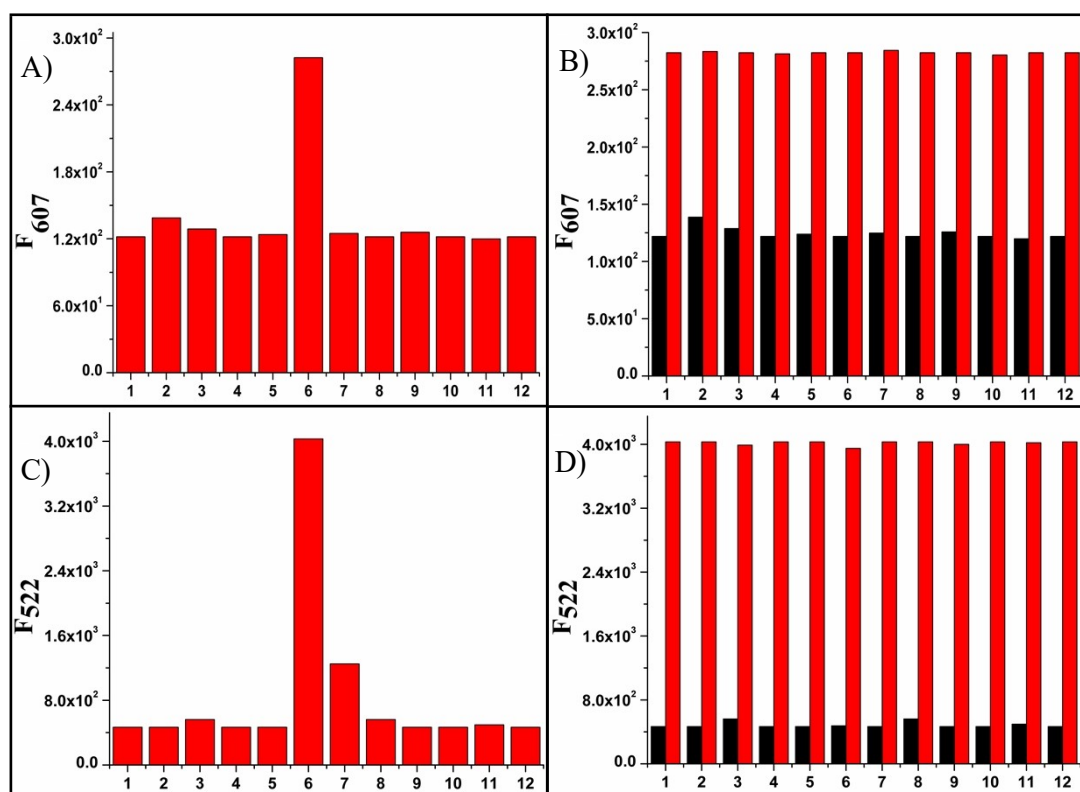 A)
3.0x10²
2.4x10²
1.8x10²
1.2x10²
6.0x10¹
0.0
F607
1 2 3 4 5 6 7 8 9 10 11 12
B)
3.0x10²
2.5x10²
2.0x10²
1.5x10²
1.0x10²
5.0x10¹
0.0
F607
1 2 3 4 5 6 7 8 9 10 11 12
C)
4.0x10³
3.2x10³
2.4x10³
1.6x10³
8.0x10²
0.0
F522
1 2 3 4 5 6 7 8 9 10 11 12
D)
4.0x10³
3.2x10³
2.4x10³
1.6x10³
8.0x10²
0.0
F522
1 2 3 4 5 6 7 8 9 10 11 12